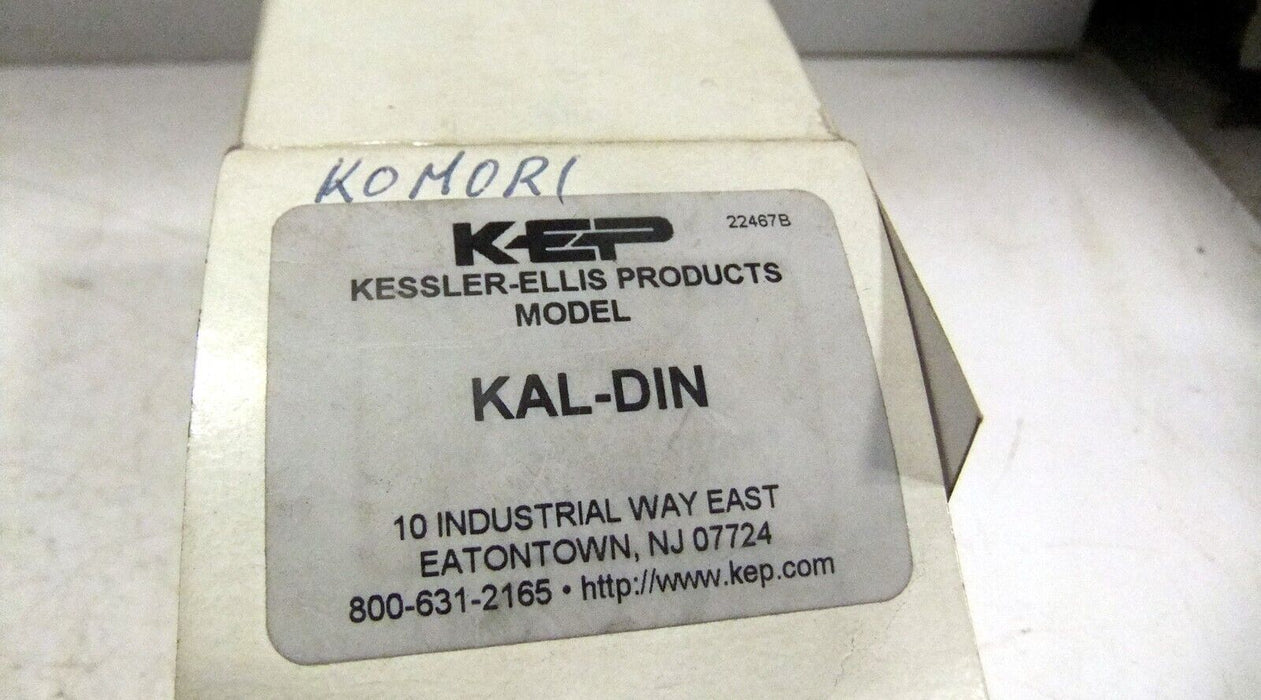 KOMORI
KEP
22467B
KESSLER-ELLIS PRODUCTS
MODEL
KAL-DIN
10 INDUSTRIAL WAY EAST
EATONTOWN, NJ 07724
800-631-2165 • http://www.kep.com